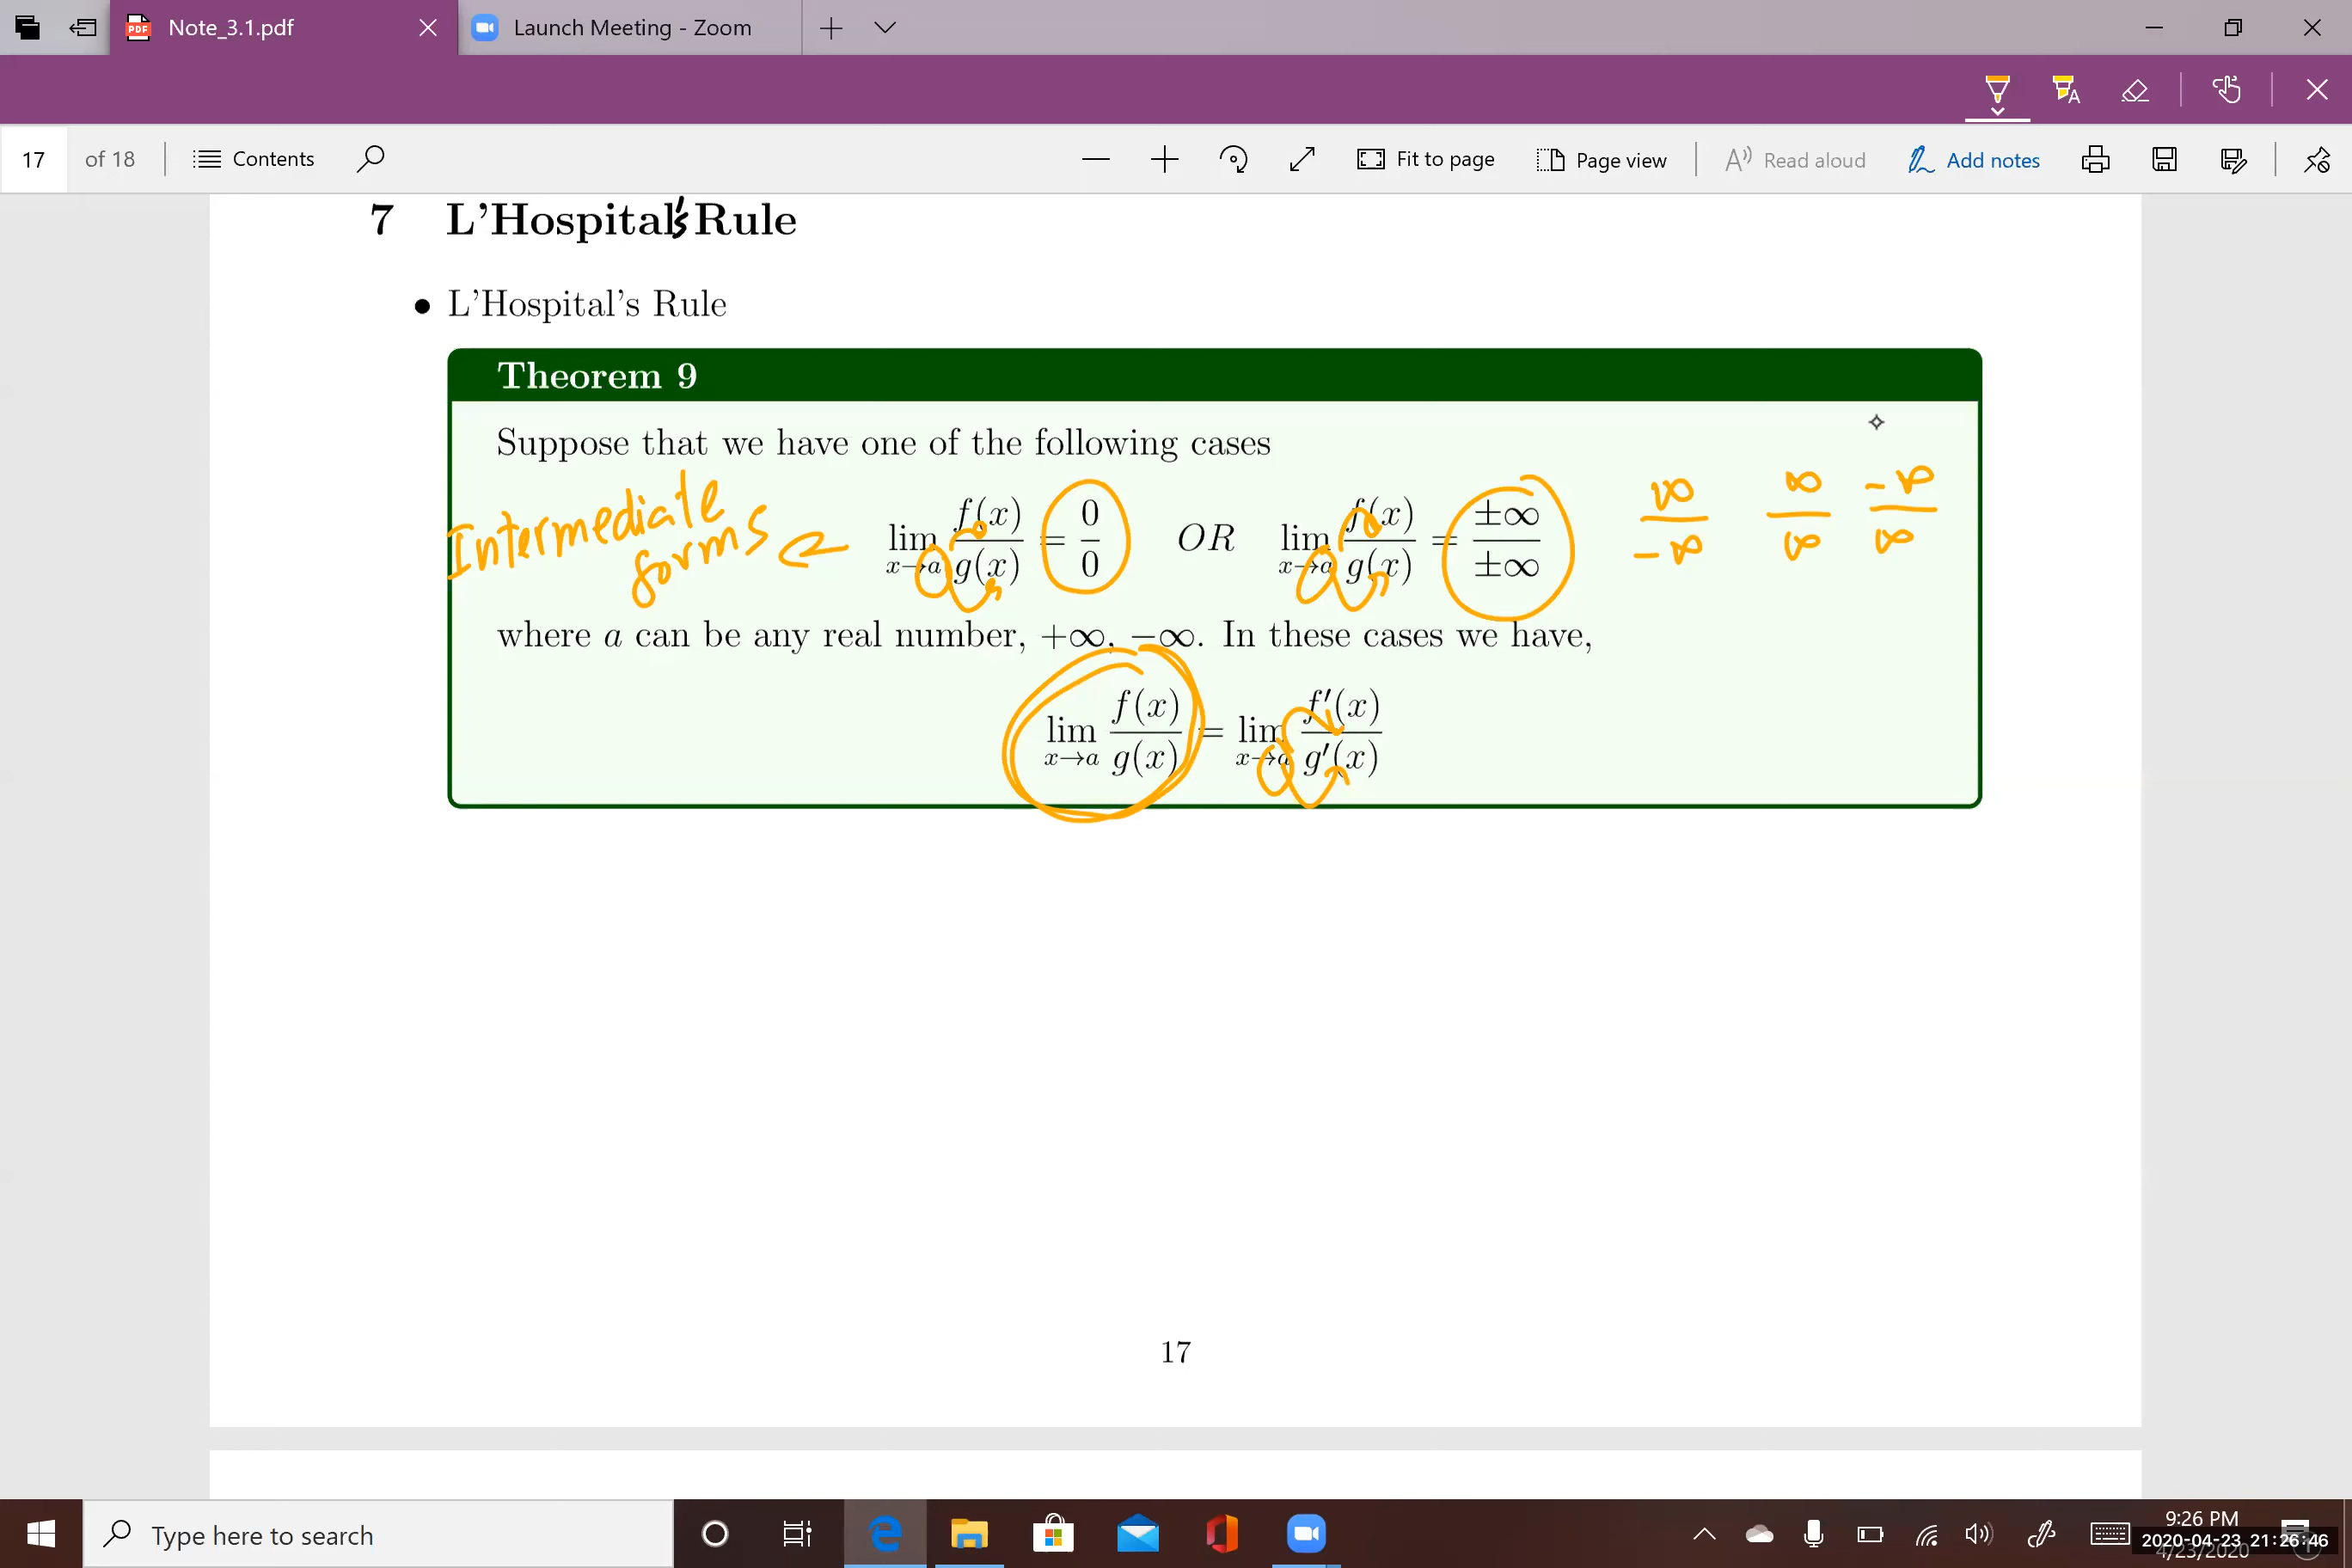 Note_3.1.pdf
Launch Meeting - Zoom
17 of 18
Contents
Fit to page
Page view
Read aloud
Add notes
7 L'Hospital's Rule
• L'Hospital's Rule
Theorem 9
Suppose that we have one of the following cases
Intermediate forms
lim x→a f(x)/g(x) = 0/0 OR lim x→a f(x)/g(x) = ±∞/±∞ ∞/-∞ ∞/∞ -∞/∞
where a can be any real number, +∞, −∞. In these cases we have,
lim x→a f(x)/g(x) = lim x→a f′(x)/g′(x)
17
Type here to search
9:26 PM
2020-04-23 21:26:46
4/23/2020